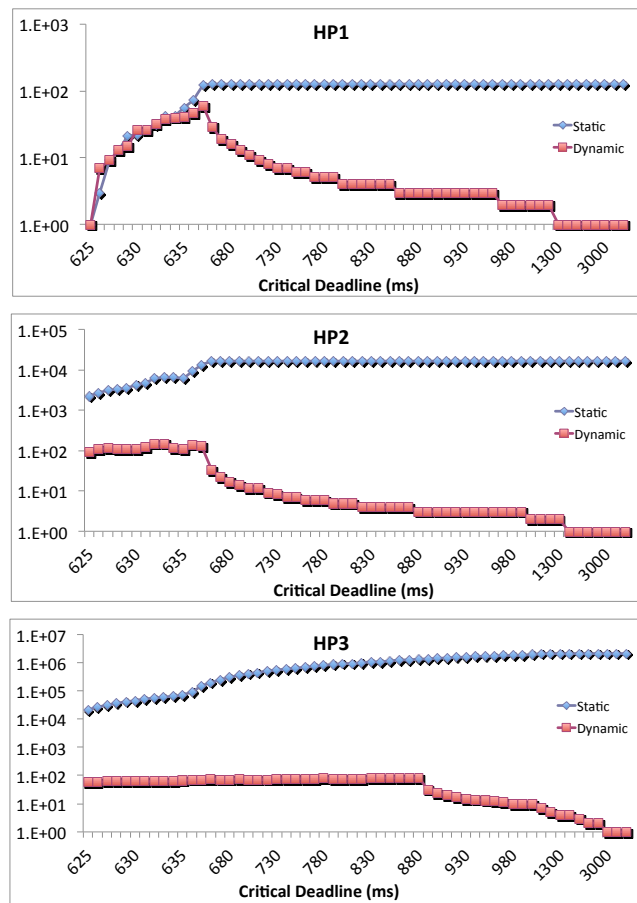 HP1
1.E+03
1.E+02
1.E+01
1.E+00
Static
Dynamic
625 630 635 680 730 780 830 930 980 1300 3000
Critical Deadline (ms)
HP2
1.E+05
1.E+04
1.E+03
1.E+02
1.E+01
1.E+00
Static
Dynamic
625 630 635 680 730 780 830 930 980 1300 3000
Critical Deadline (ms)
HP3
1.E+07
1.E+06
1.E+05
1.E+04
1.E+03
1.E+02
1.E+01
1.E+00
Static
Dynamic
625 630 635 680 730 780 830 880 930 980 1300 3000
Critical Deadline (ms)